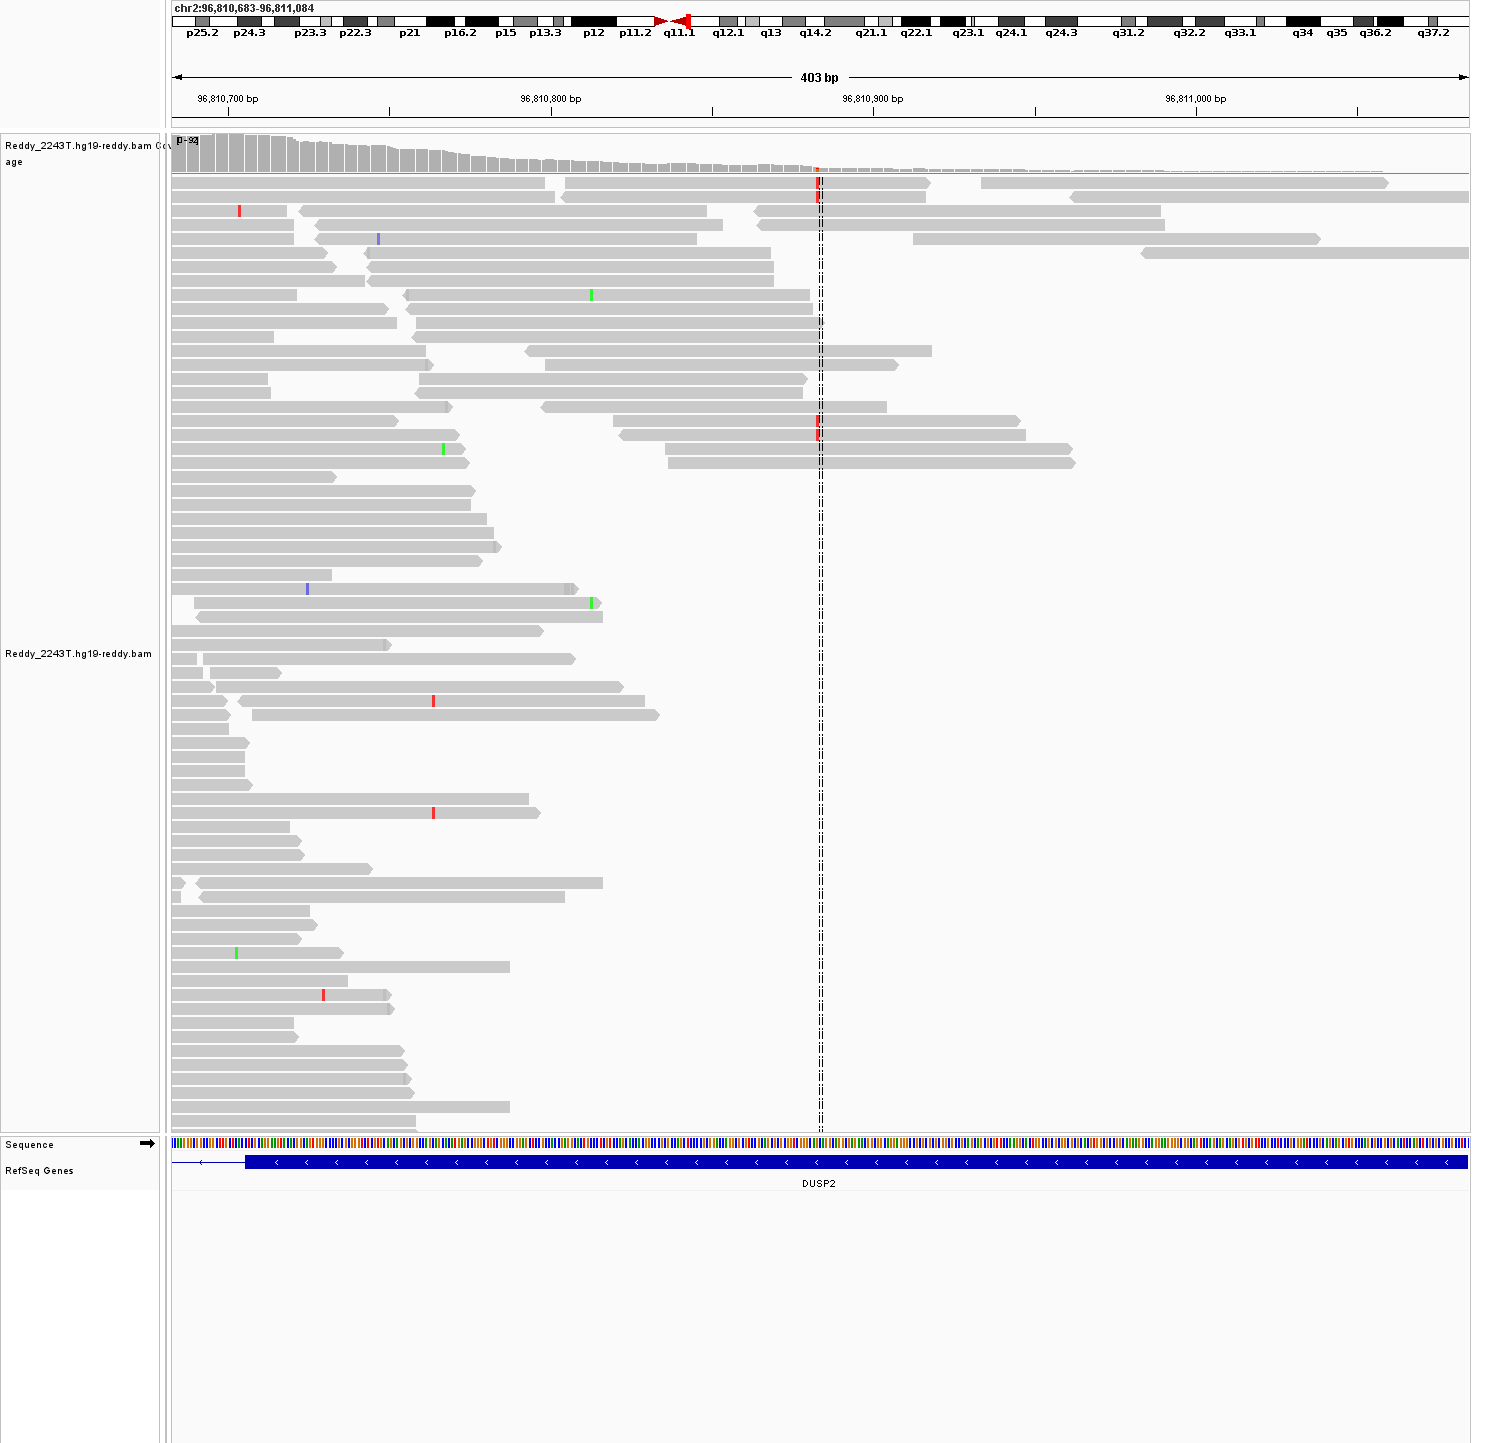 chr2:96,810,683-96,811,084
p25.2 p24.3 p23.3 p22.3 p21 p16.2 p15 p13.3 p12 p11.2 q11.1 q12.1 q13 q14.2 q21.1 q22.1 q23.1 q24.1 q24.3 q31.2 q32.2 q33.1 q34 q35 q36.2 q37.2
403 bp
96,810,700 bp 96,810,800 bp 96,810,900 bp 96,811,000 bp
Reddy_2243T.hg19-reddy.bam Cov
age
[0 - 92]
Reddy_2243T.hg19-reddy.bam
Sequence
RefSeq Genes
DUSP2